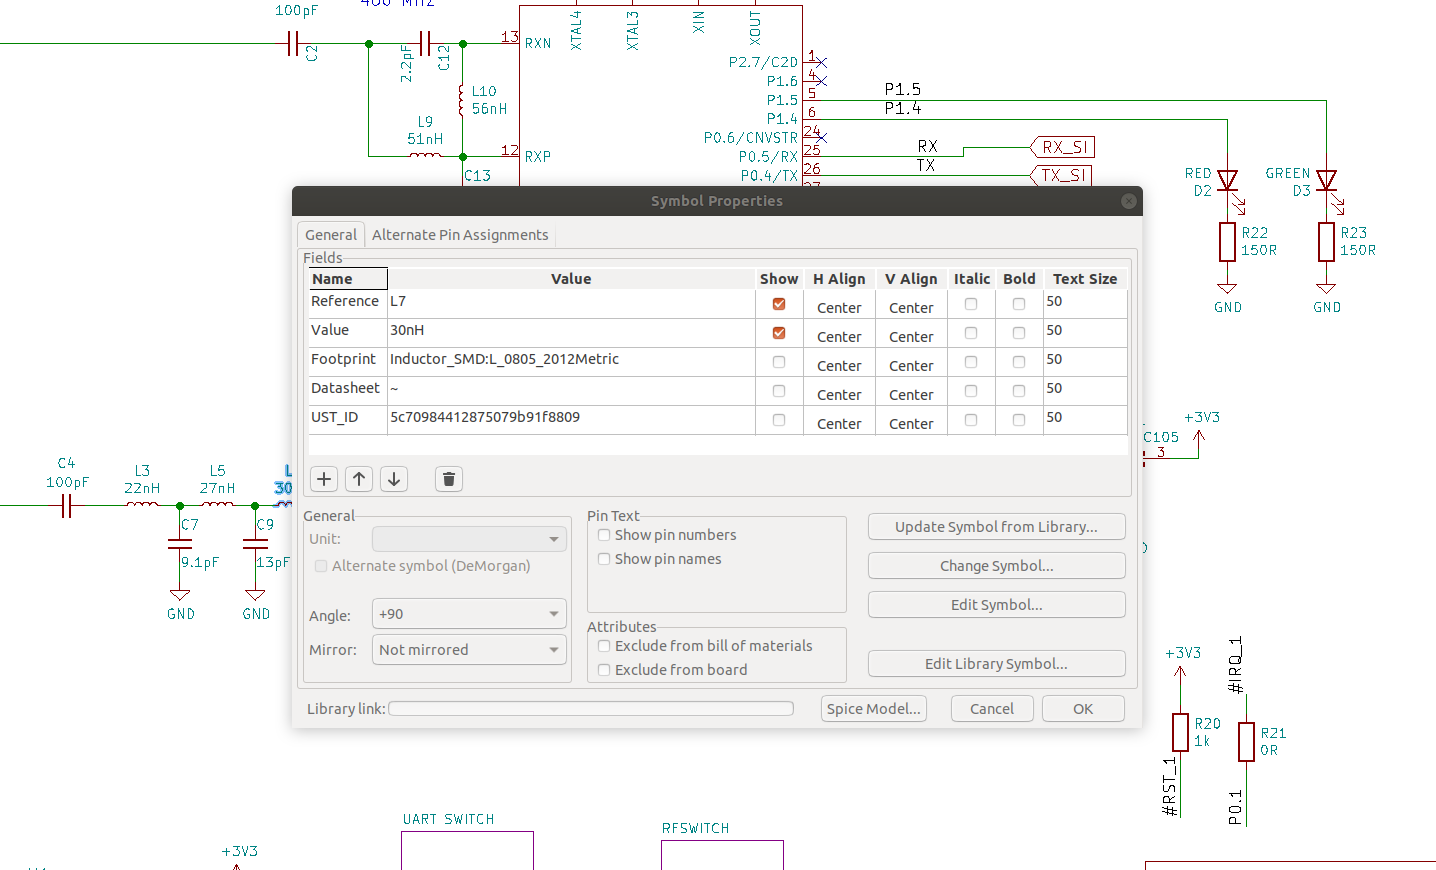 100pF
C2
2.2pF
C12
13
RXN
XTAL4
XTAL3
XIN
XOUT
L10
56nH
L9
51nH
12
RXP
C13
P2.7/C2D 1
P1.6 4
P1.5 5
P1.4 6
P0.6/CNVSTR 24
P0.5/RX 25
P0.4/TX 26
P1.5
P1.4
RX
TX
RX_SI
TX_SI
RED
D2
GREEN
D3
R22
150R
R23
150R
GND
GND
Symbol Properties
General
Alternate Pin Assignments
Fields
Name Value Show H Align V Align Italic Bold Text Size
Reference L7 Center Center 50
Value 30nH Center Center 50
Footprint Inductor_SMD:L_0805_2012Metric Center Center 50
Datasheet ~ Center Center 50
UST_ID 5c70984412875079b91f8809 Center Center 50
General
Unit:
Alternate symbol (DeMorgan)
Angle: +90
Mirror: Not mirrored
Pin Text
Show pin numbers
Show pin names
Attributes
Exclude from bill of materials
Exclude from board
Update Symbol from Library...
Change Symbol...
Edit Symbol...
Edit Library Symbol...
Library link:
Spice Model...
Cancel
OK
C4
100pF
L3
22nH
L5
27nH
C7
9.1pF
C9
13pF
GND
GND
+3V3
C105
3
+3V3
R20
1k
#RST_1
#IRQ_1
R21
0R
P0.1
UART SWITCH
RFSWITCH
+3V3